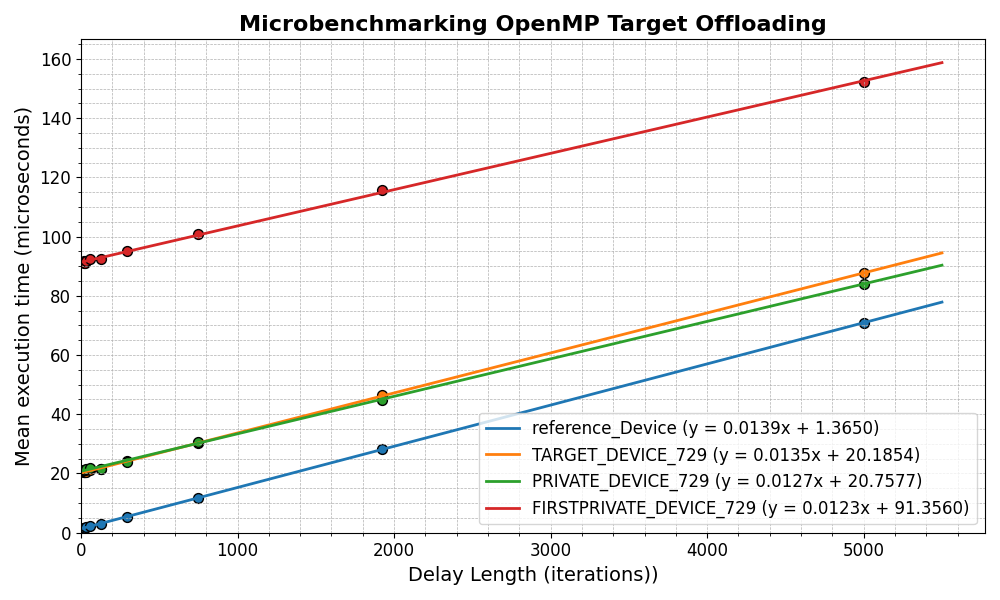 Microbenchmarking OpenMP Target Offloading
Mean execution time (microseconds)
160
140
120
100
80
60
40
20
0
reference_Device (y = 0.0139x + 1.3650)
TARGET_DEVICE_729 (y = 0.0135x + 20.1854)
PRIVATE_DEVICE_729 (y = 0.0127x + 20.7577)
FIRSTPRIVATE_DEVICE_729 (y = 0.0123x + 91.3560)
0 1000 2000 3000 4000 5000
Delay Length (iterations))